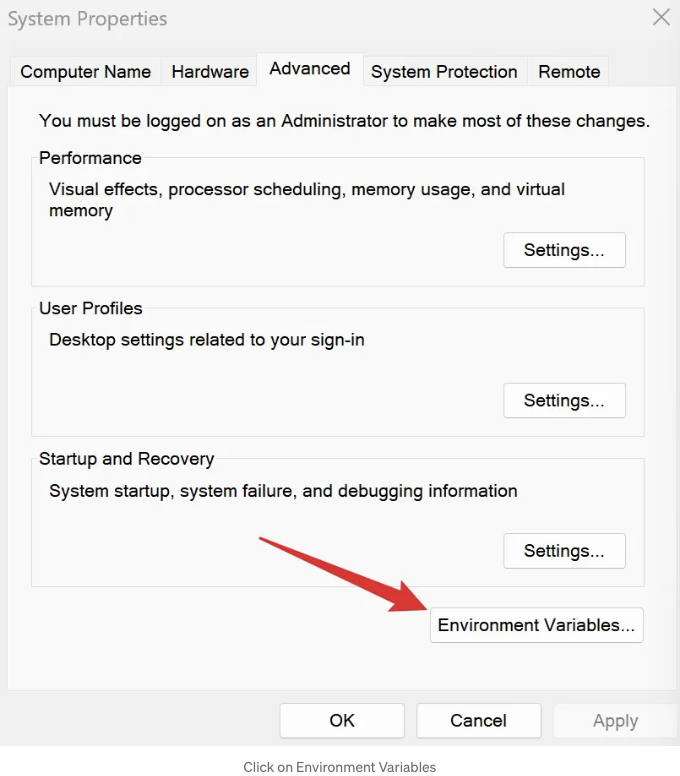 System Properties
Computer Name Hardware Advanced System Protection Remote
You must be logged on as an Administrator to make most of these changes.
Performance
Visual effects, processor scheduling, memory usage, and virtual
memory
Settings...
User Profiles
Desktop settings related to your sign-in
Settings...
Startup and Recovery
System startup, system failure, and debugging information
Settings...
Environment Variables...
OK Cancel Apply
Click on Environment Variables